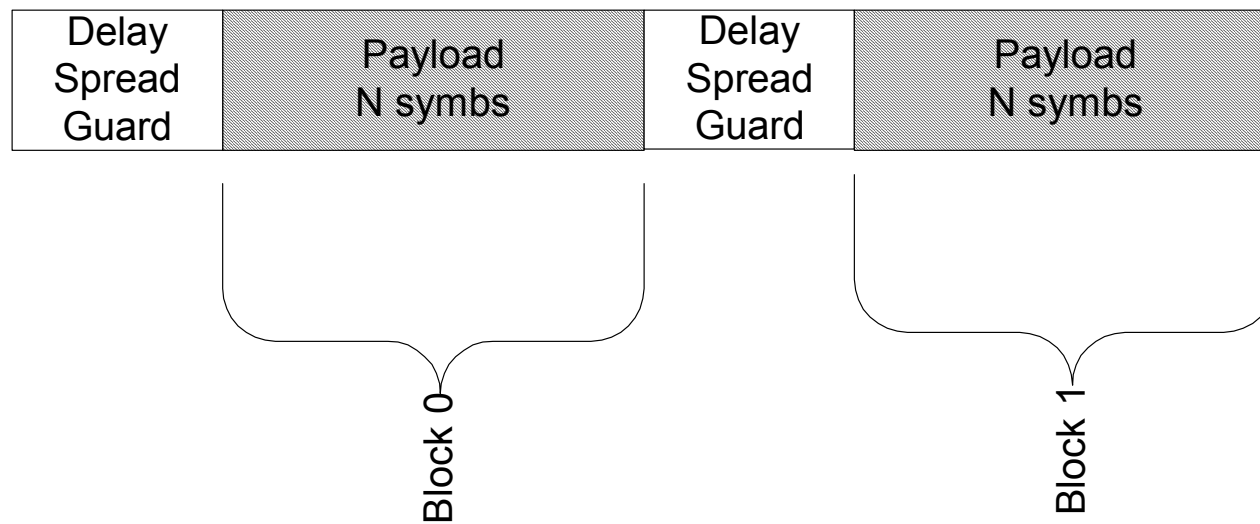 Delay
Spread
Guard
Payload
N symbs
Delay
Spread
Guard
Payload
N symbs
Block 0
Block 1